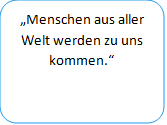 „Menschen aus aller
Welt werden zu uns
kommen.“